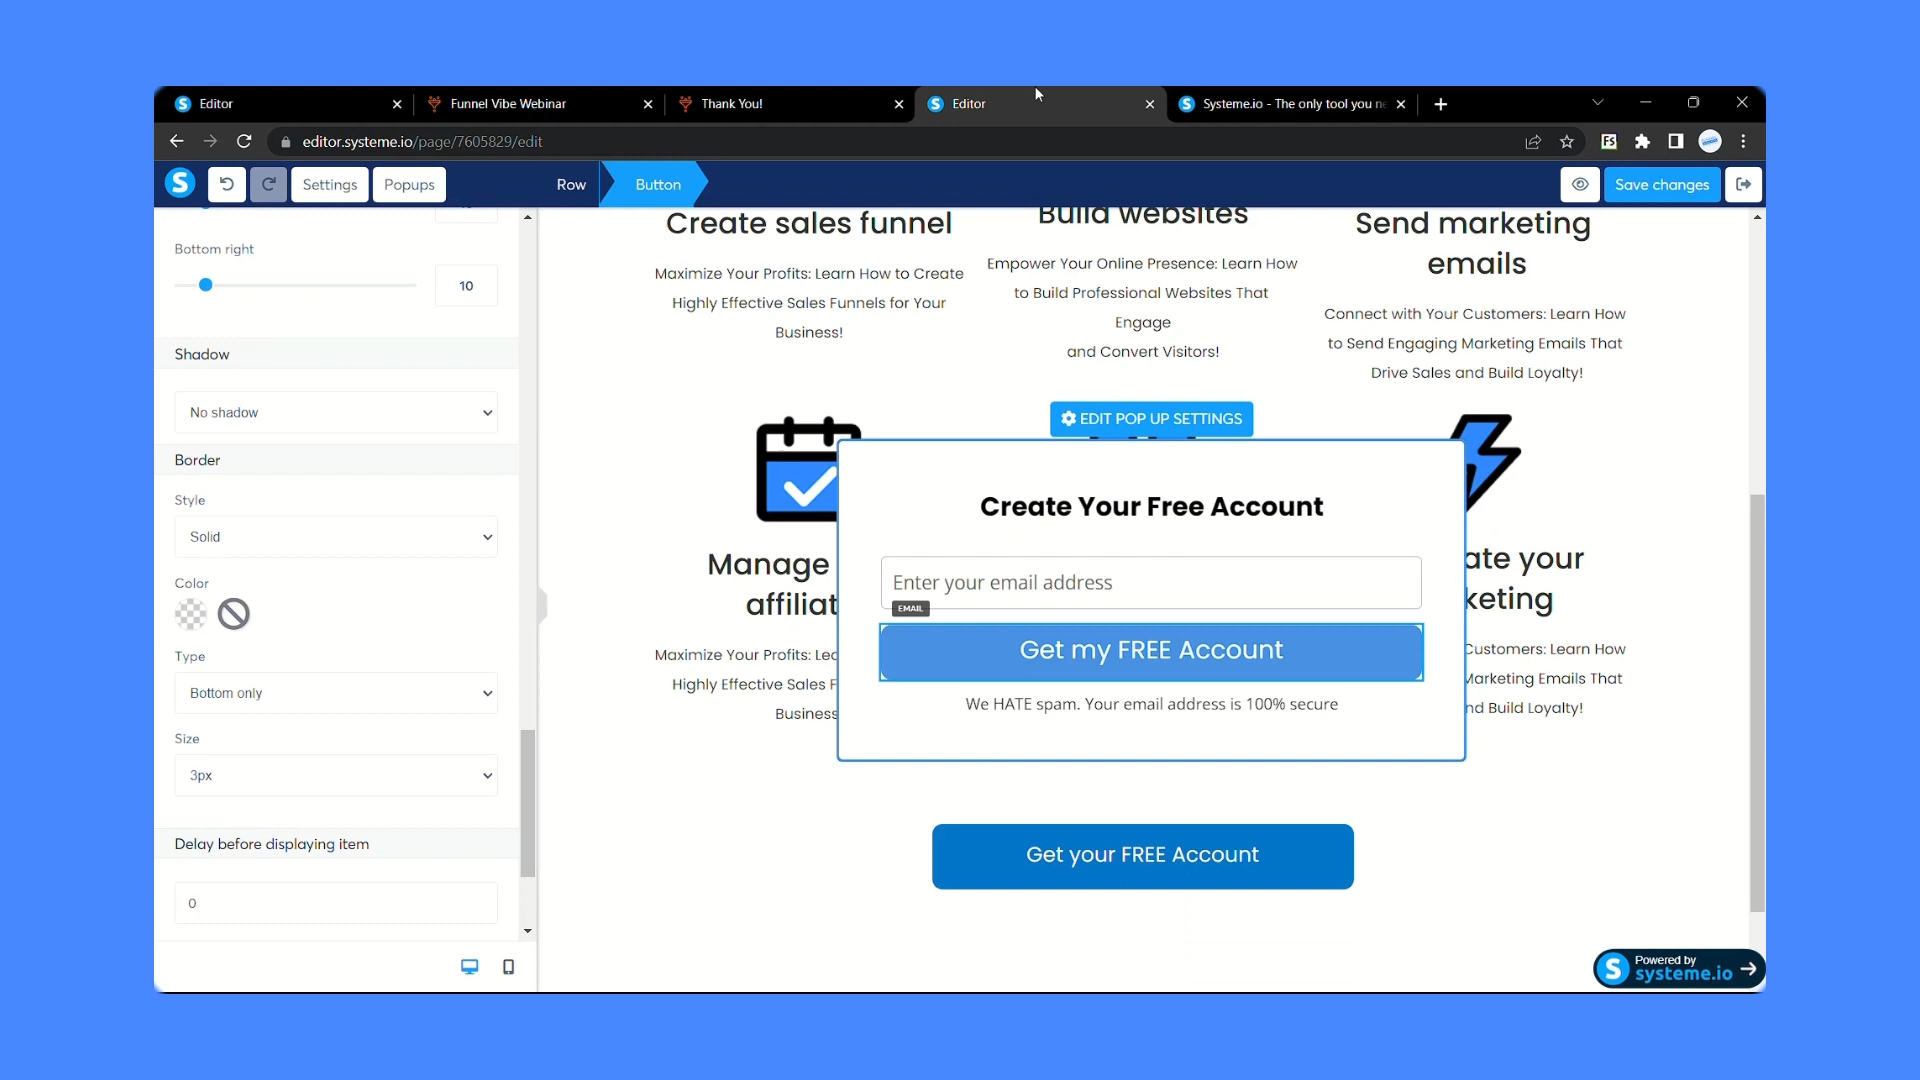 Editor
Funnel Vibe Webinar
Thank You!
Editor
Systeme.io - The only tool you ne
editor.systeme.io/page/7605829/edit
FS
S
Settings
Popups
Row
Button
Save changes
Bottom right
10
Shadow
No shadow
Border
Style
Solid
Color
Type
Bottom only
Size
3px
Delay before displaying item
0
Create sales funnel
Maximize Your Profits: Learn How to Create
Highly Effective Sales Funnels for Your
Business!
Build websites
Empower Your Online Presence: Learn How
to Build Professional Websites That
Engage
and Convert Visitors!
Send marketing
emails
Connect with Your Customers: Learn How
to Send Engaging Marketing Emails That
Drive Sales and Build Loyalty!
EDIT POP UP SETTINGS
Create Your Free Account
Enter your email address
EMAIL
Get my FREE Account
We HATE spam. Your email address is 100% secure
Manage
affiliat
Maximize Your Profits: Lea
Highly Effective Sales F
Business
ate your
keting
Customers: Learn How
Marketing Emails That
nd Build Loyalty!
Get your FREE Account
S
Powered by
systeme.io